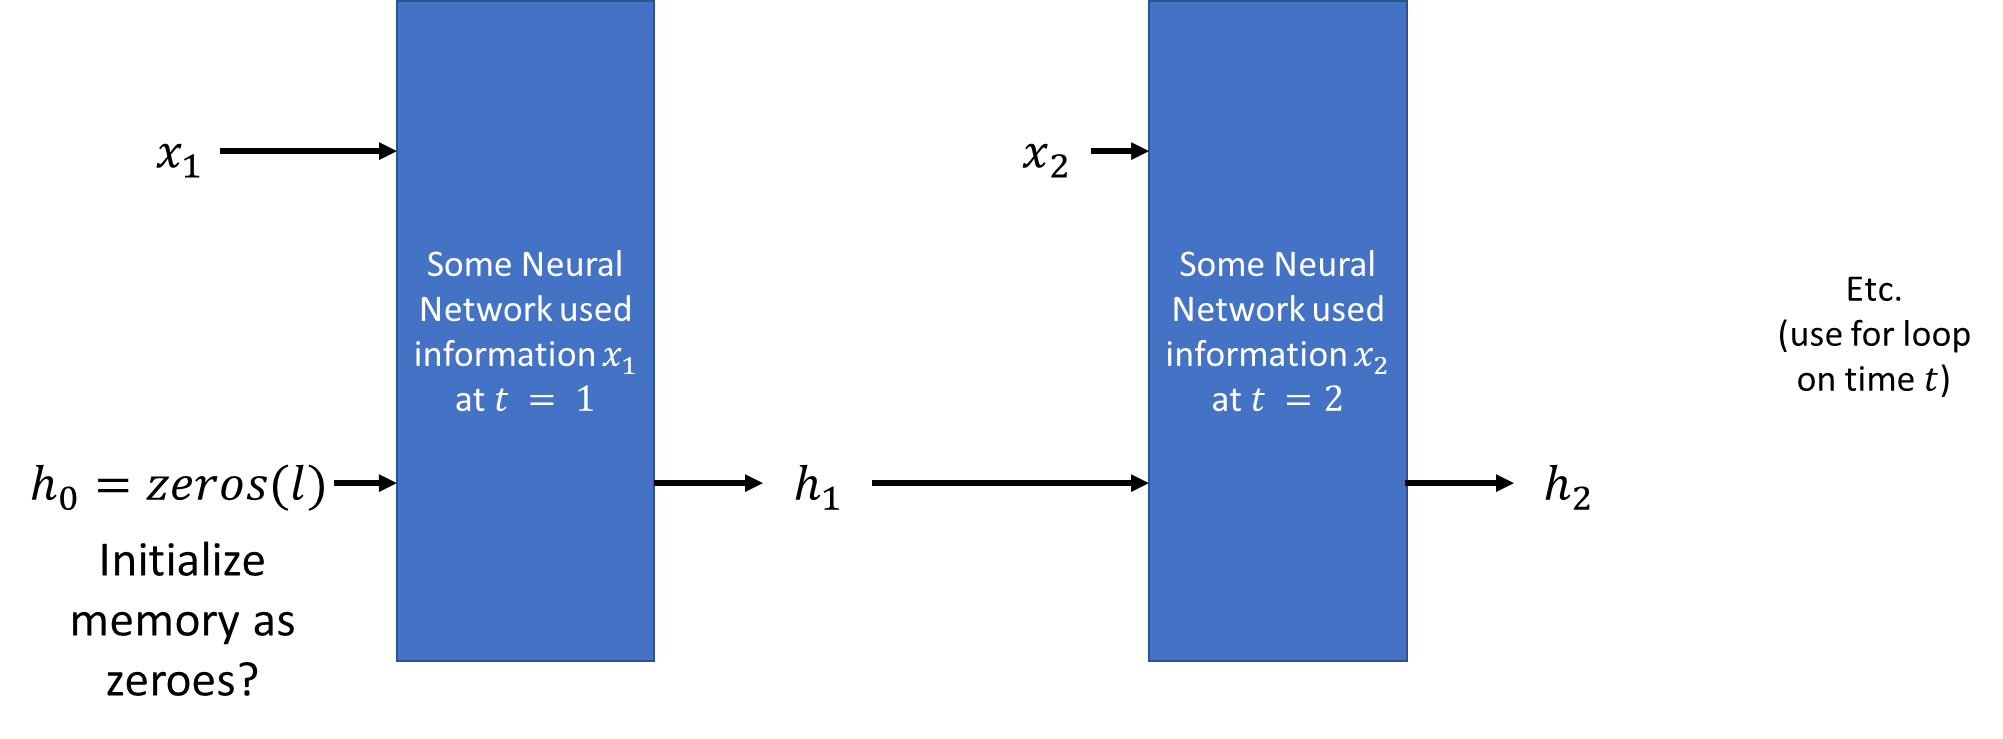 x₁
Some Neural
Network used
information x₁
at t = 1
h₀ = zeros(l)
Initialize
memory as
zeroes?
h₁
x₂
Some Neural
Network used
information x₂
at t = 2
h₂
Etc.
(use for loop
on time t)